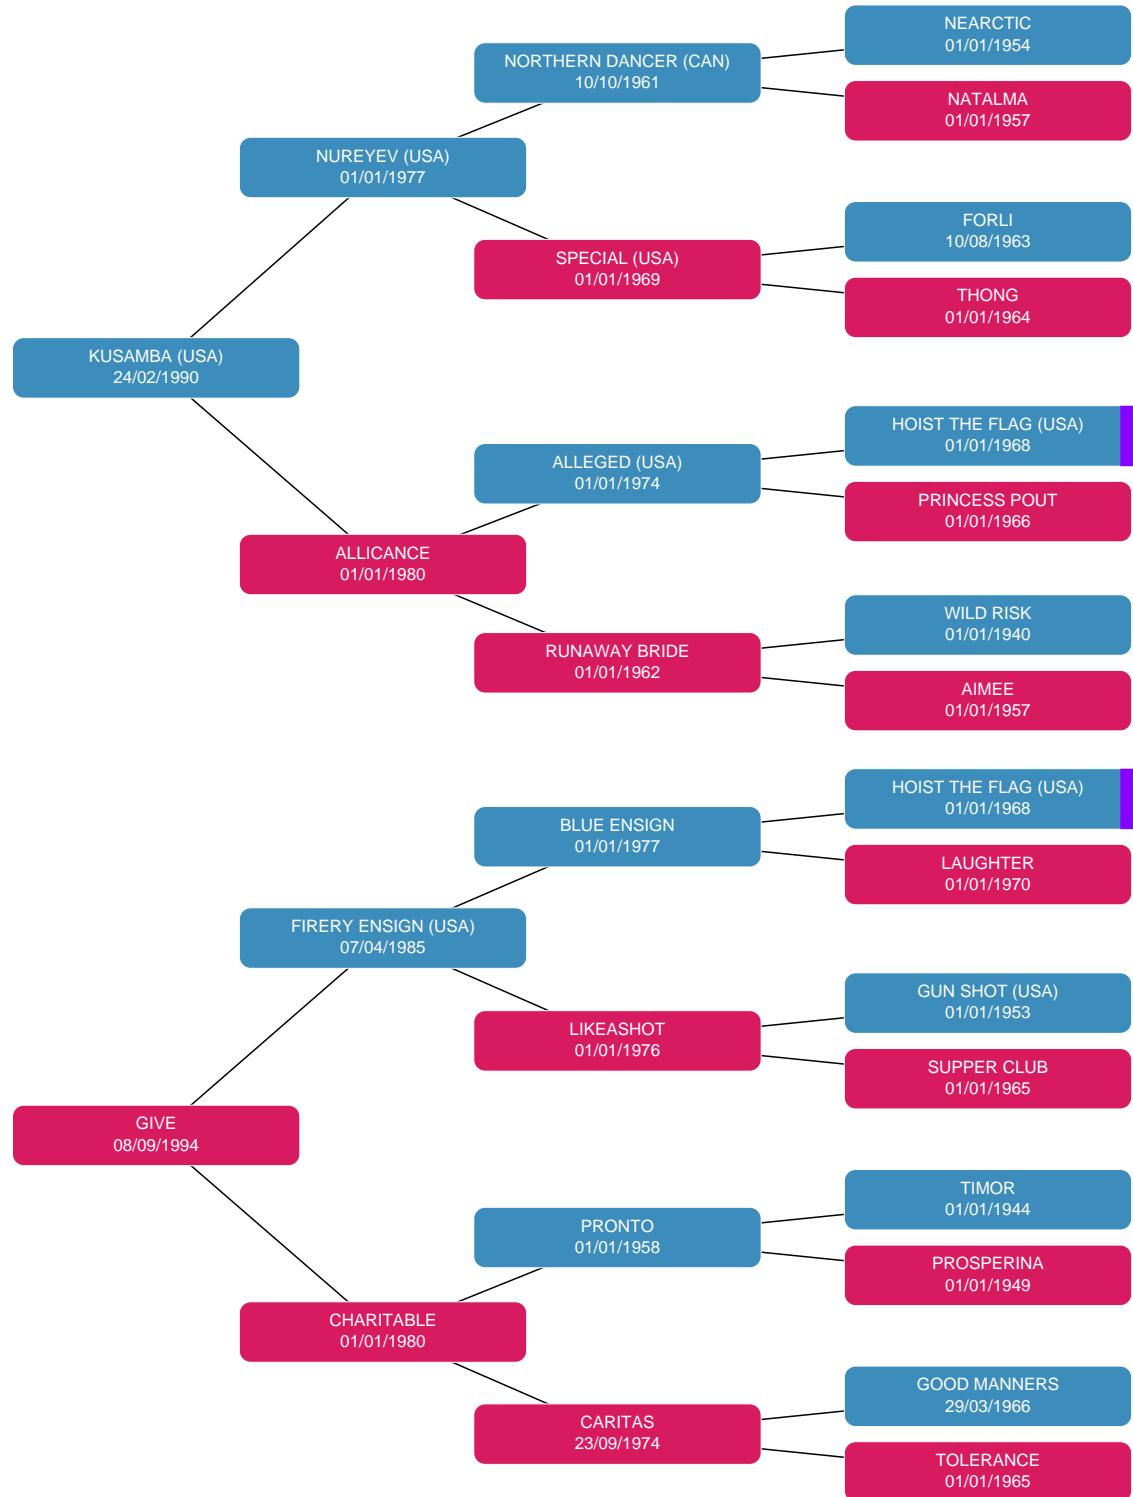 NEARCTIC
01/01/1954
NORTHERN DANCER (CAN)
10/10/1961
NATALMA
01/01/1957
NUREYEV (USA)
01/01/1977
FORLI
10/08/1963
SPECIAL (USA)
01/01/1969
THONG
01/01/1964
KUSAMBA (USA)
24/02/1990
HOIST THE FLAG (USA)
01/01/1968
ALLEGED (USA)
01/01/1974
PRINCESS POUT
01/01/1966
ALLICANCE
01/01/1980
WILD RISK
01/01/1940
RUNAWAY BRIDE
01/01/1962
AIMEE
01/01/1957
HOIST THE FLAG (USA)
01/01/1968
BLUE ENSIGN
01/01/1977
LAUGHTER
01/01/1970
FIRERY ENSIGN (USA)
07/04/1985
GUN SHOT (USA)
01/01/1953
LIKEASHOT
01/01/1976
SUPPER CLUB
01/01/1965
GIVE
08/09/1994
TIMOR
01/01/1944
PRONTO
01/01/1958
PROSPERINA
01/01/1949
CHARITABLE
01/01/1980
GOOD MANNERS
29/03/1966
CARITAS
23/09/1974
TOLERANCE
01/01/1965